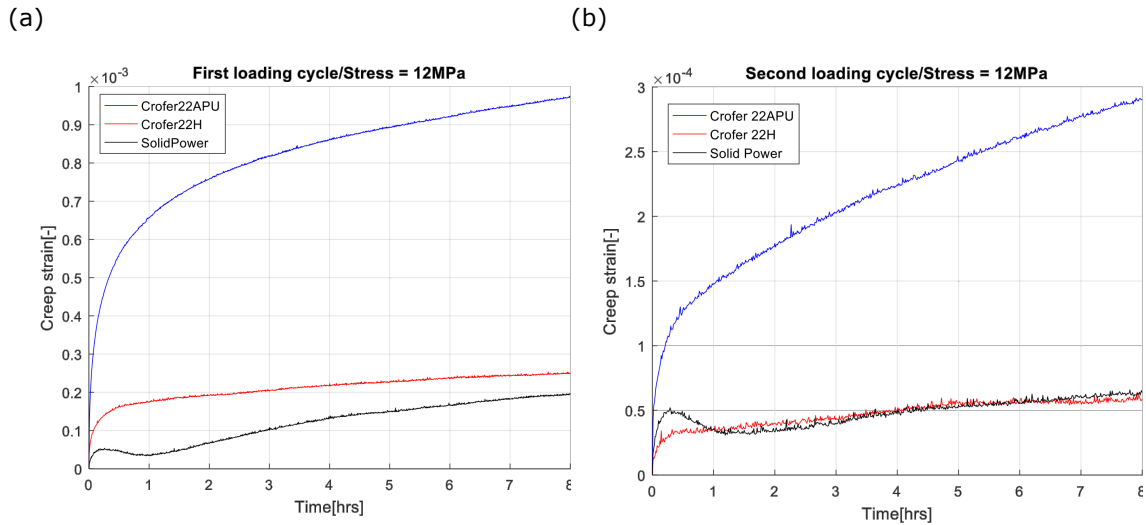 (a)
(b)
First loading cycle/Stress = 12MPa
×10⁻³
Crofer22APU
Crofer22H
SolidPower
1
0.9
0.8
0.7
0.6
0.5
0.4
0.3
0.2
0.1
0
Creep strain[-]
0 1 2 3 4 5 6 7 8
Time[hrs]
Second loading cycle/Stress = 12MPa
×10⁻⁴
Crofer 22APU
Crofer 22H
Solid Power
3
2.5
2
1.5
1
0.5
0
Creep strain[-]
0 1 2 3 4 5 6 7 8
Time[hrs]